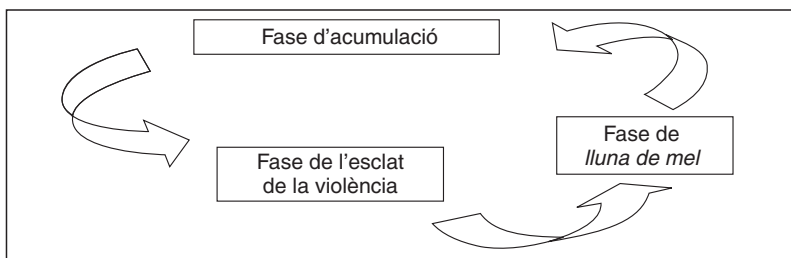 Fase d'acumulació
Fase de
lluna de mel
Fase de l'esclat
de la violència